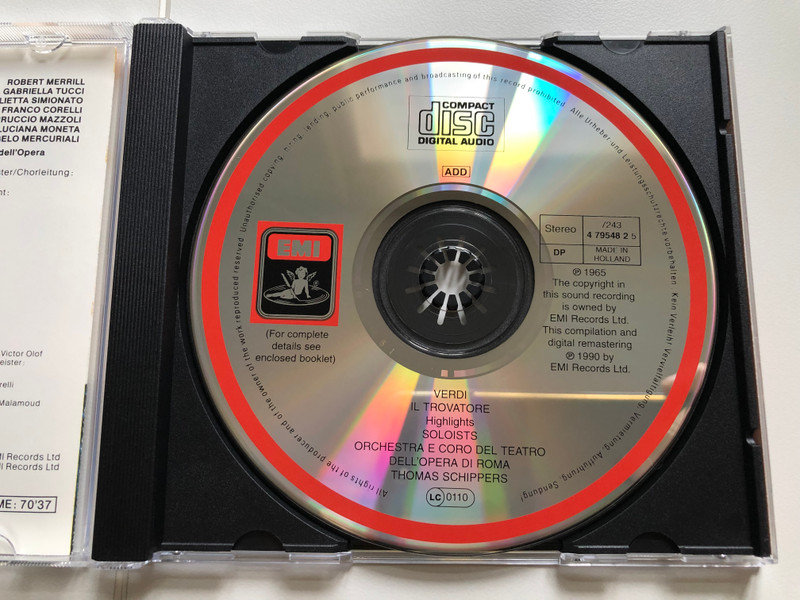 ROBERT MERRILL
GABRIELLA TUCCI
LIETTA SIMIONATO
FRANCO CORELLI
RUCCIO MAZZOLI
LUCIANA MONETA
GELO MERCURIALI
dell'Opera
ster/Chorleitung:
nt:
Victor Olof
eister:
relli
Malamoud
MI Records Ltd
MI Records Ltd
ME: 70'37
COMPACT
disc
DIGITAL AUDIO
ADD
EMI
(For complete
details see
enclosed booklet)
Stereo
7243
4 79548 2 5
DP
MADE IN
HOLLAND
℗ 1965
The copyright in
this sound recording
is owned by
EMI Records Ltd.
This compilation and
digital remastering
℗ 1990 by
EMI Records Ltd.
VERDI
IL TROVATORE
Highlights
SOLOISTS
ORCHESTRA E CORO DEL TEATRO
DELL'OPERA DI ROMA
THOMAS SCHIPPERS
LC 0110
All rights of the producer and of the owner of the work reproduced reserved Unauthorised copying, hiring, lending, public performance and broadcasting of this record prohibited Alle Urheber- und Leistungsschutzrechte vorbehalten. Kein Verleih! Vervielfältigung, Vermietung, Aufführung, Sendung!